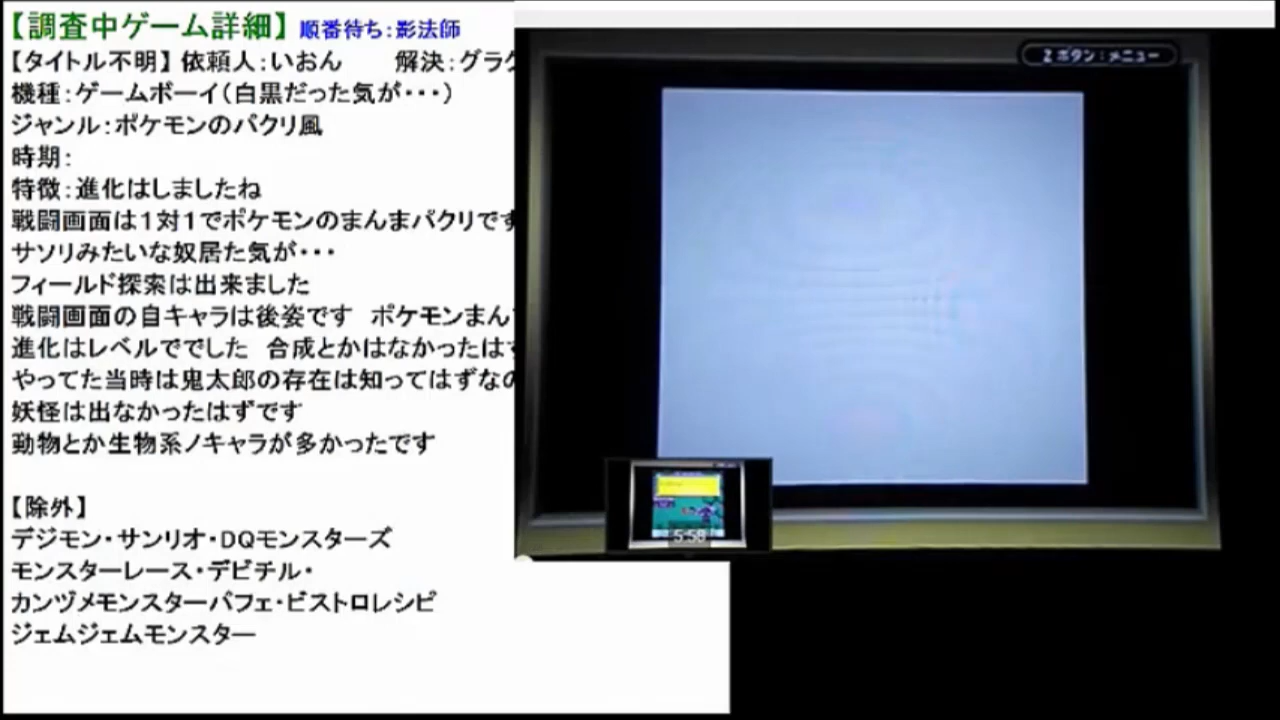 【調査中ゲーム詳細】 順番待ち：影法師
【タイトル不明】 依頼人：いおん 解決：グラク
機種：ゲームボーイ（白黒だった気が・・・）
ジャンル：ポケモンのパクリ風
時期：
特徴：進化はしましたね
戦闘画面は１対１でポケモンのまんまパクリです
サソリみたいな奴居た気が・・・
フィールド探索は出来ました
戦闘画面の自キャラは後姿です ポケモンまん
進化はレベルででした 合成とかはなかったはず
やってた当時は鬼太郎の存在は知ってはずなの
妖怪は出なかったはずです
動物とか生物系ノキャラが多かったです
【除外】
デジモン・サンリオ・DQモンスターズ
モンスターレース・デビチル・
カンヅメモンスターパフェ・ビストロレシピ
ジェムジェムモンスター
Zボタン：メニュー
5:58